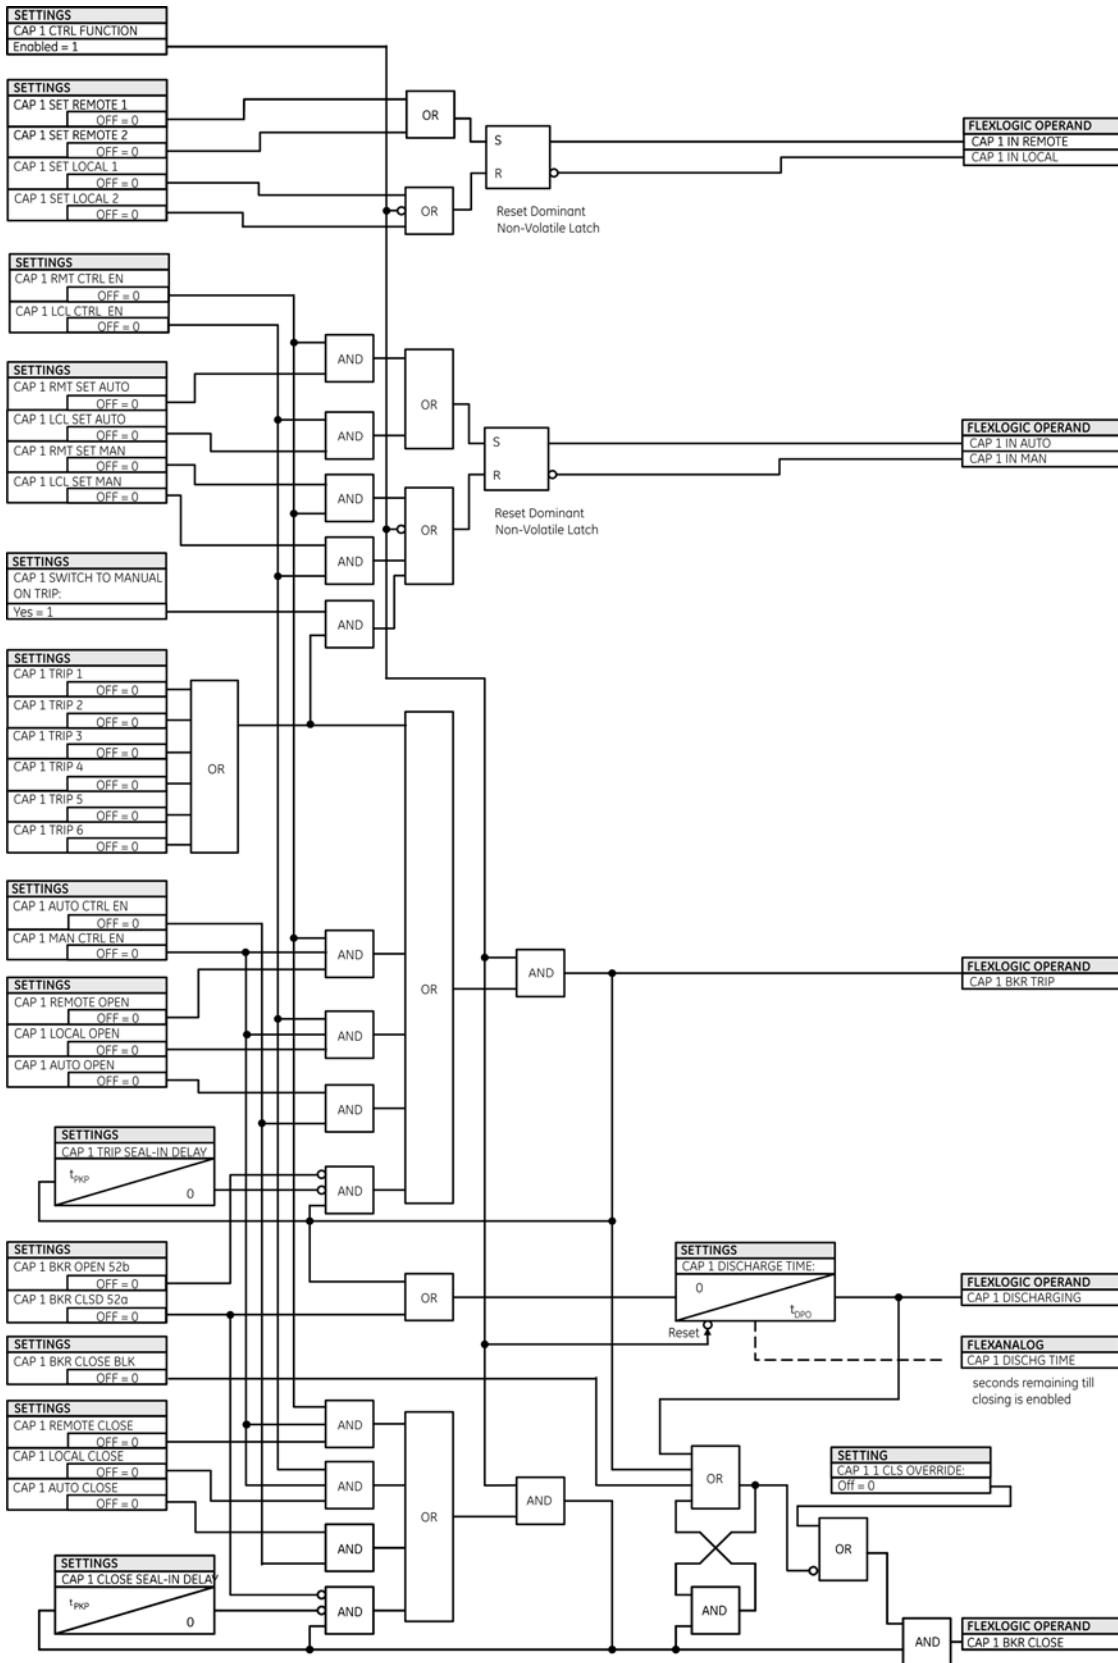 SETTINGS
CAP 1 CTRL FUNCTION
Enabled = 1
SETTINGS
CAP 1 SET REMOTE 1
OFF = 0
CAP 1 SET REMOTE 2
OFF = 0
CAP 1 SET LOCAL 1
OFF = 0
CAP 1 SET LOCAL 2
OFF = 0
OR
OR
S
R
Reset Dominant
Non-Volatile Latch
FLEXLOGIC OPERAND
CAP 1 IN REMOTE
CAP 1 IN LOCAL
SETTINGS
CAP 1 RMT CTRL EN
OFF = 0
CAP 1 LCL CTRL EN
OFF = 0
SETTINGS
CAP 1 RMT SET AUTO
OFF = 0
CAP 1 LCL SET AUTO
OFF = 0
CAP 1 RMT SET MAN
OFF = 0
CAP 1 LCL SET MAN
OFF = 0
AND
AND
AND
AND
AND
OR
OR
S
R
Reset Dominant
Non-Volatile Latch
FLEXLOGIC OPERAND
CAP 1 IN AUTO
CAP 1 IN MAN
SETTINGS
CAP 1 SWITCH TO MANUAL
ON TRIP:
Yes = 1
SETTINGS
CAP 1 TRIP 1
OFF = 0
CAP 1 TRIP 2
OFF = 0
CAP 1 TRIP 3
OFF = 0
CAP 1 TRIP 4
OFF = 0
CAP 1 TRIP 5
OFF = 0
CAP 1 TRIP 6
OFF = 0
OR
SETTINGS
CAP 1 AUTO CTRL EN
OFF = 0
CAP 1 MAN CTRL EN
OFF = 0
SETTINGS
CAP 1 REMOTE OPEN
OFF = 0
CAP 1 LOCAL OPEN
OFF = 0
CAP 1 AUTO OPEN
OFF = 0
AND
AND
AND
OR
AND
FLEXLOGIC OPERAND
CAP 1 BKR TRIP
SETTINGS
CAP 1 TRIP SEAL-IN DELAY
tPKP
0
AND
SETTINGS
CAP 1 BKR OPEN 52b
OFF = 0
CAP 1 BKR CLSD 52a
OFF = 0
OR
SETTINGS
CAP 1 DISCHARGE TIME:
0
tDPO
Reset
FLEXLOGIC OPERAND
CAP 1 DISCHARGING
FLEXANALOG
CAP 1 DISCHG TIME
seconds remaining till
closing is enabled
SETTINGS
CAP 1 BKR CLOSE BLK
OFF = 0
SETTINGS
CAP 1 REMOTE CLOSE
OFF = 0
CAP 1 LOCAL CLOSE
OFF = 0
CAP 1 AUTO CLOSE
OFF = 0
AND
AND
AND
OR
AND
OR
SETTING
CAP 1 1 CLS OVERRIDE:
Off = 0
OR
SETTINGS
CAP 1 CLOSE SEAL-IN DELAY
tPKP
0
AND
AND
AND
FLEXLOGIC OPERAND
CAP 1 BKR CLOSE